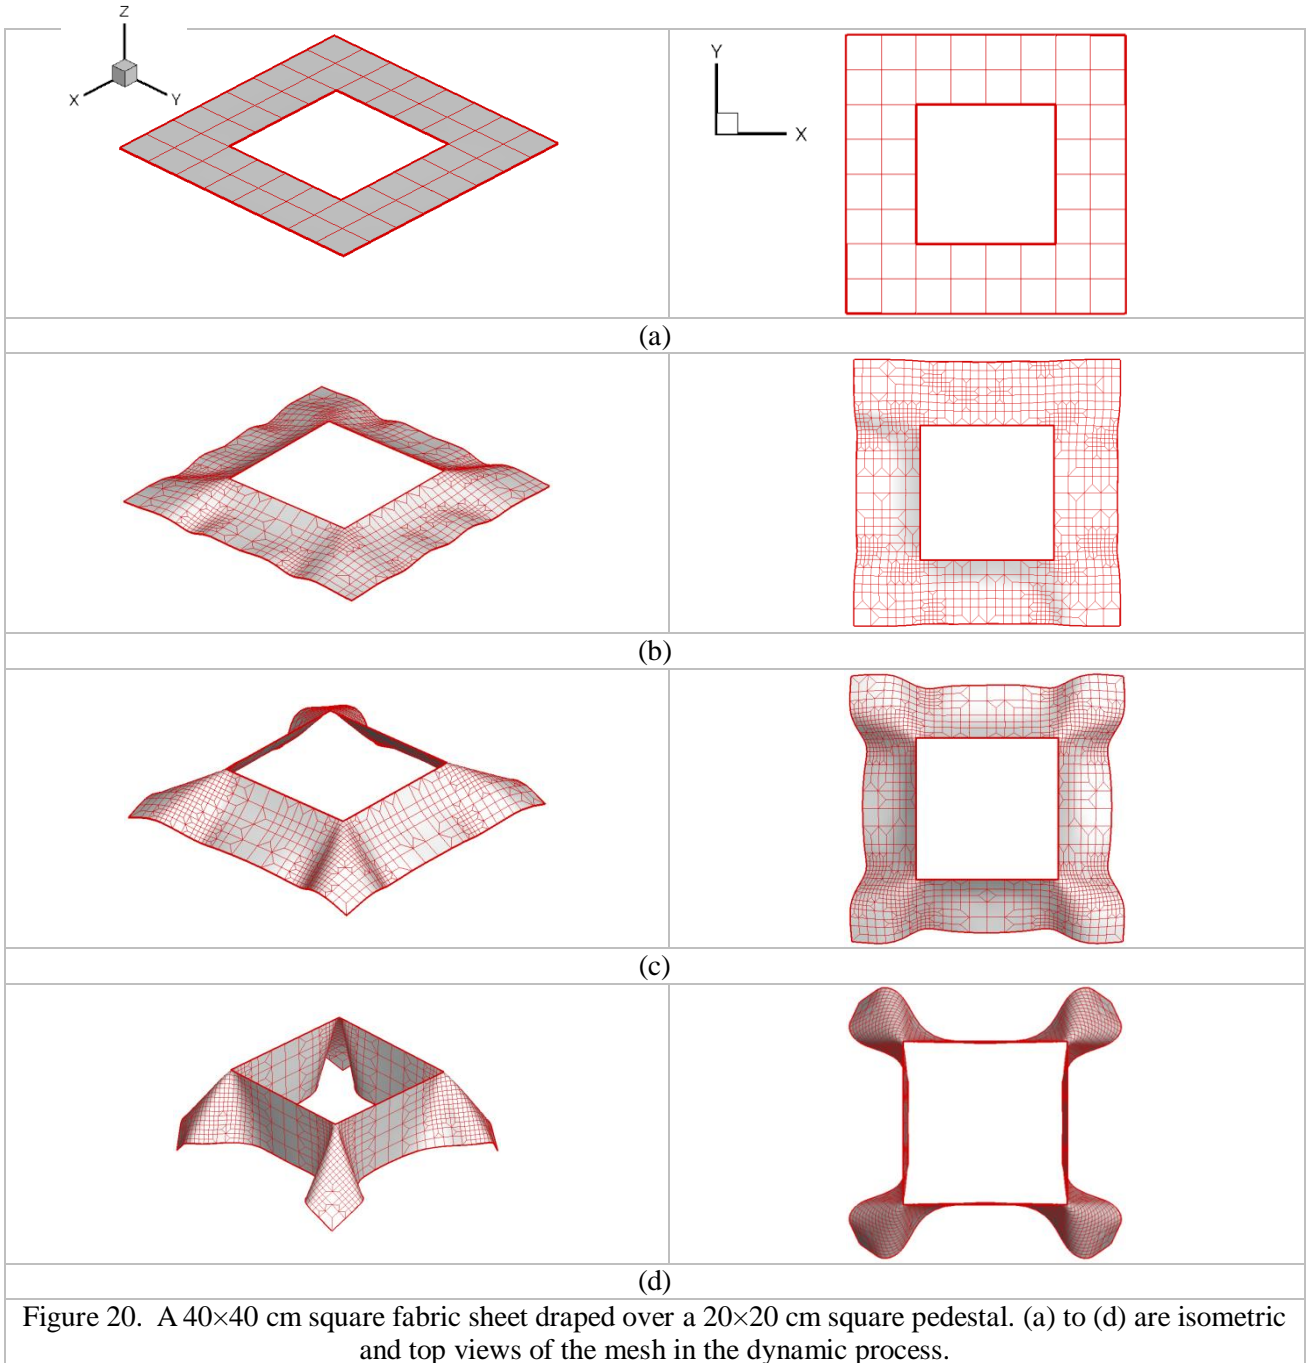 Z
X
Y
Y
X
(a)
(b)
(c)
(d)
Figure 20. A 40×40 cm square fabric sheet draped over a 20×20 cm square pedestal. (a) to (d) are isometric
and top views of the mesh in the dynamic process.